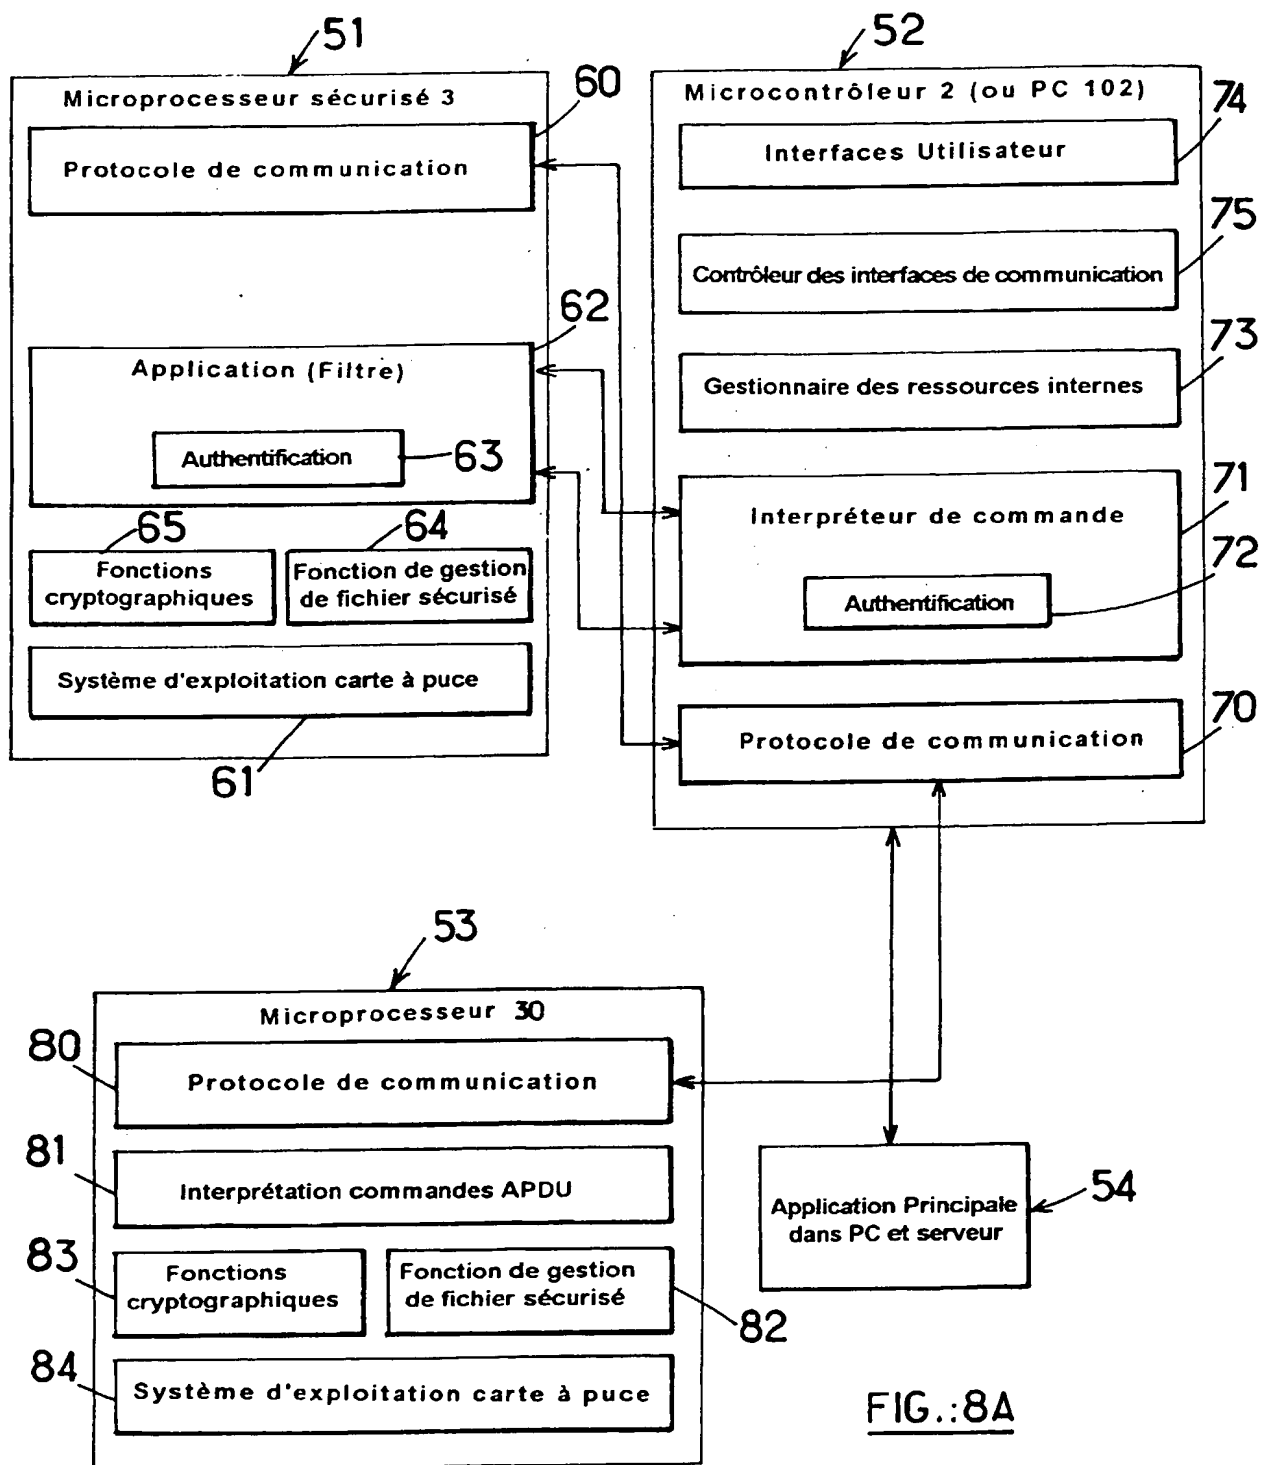 51
Microprocesseur sécurisé 3
60
Protocole de communication
62
Application (Filtre)
Authentification
63
65
64
Fonctions
cryptographiques
Fonction de gestion
de fichier sécurisé
Système d'exploitation carte à puce
61
52
Microcontrôleur 2 (ou PC 102)
74
Interfaces Utilisateur
75
Contrôleur des interfaces de communication
73
Gestionnaire des ressources internes
71
Interpréteur de commande
72
Authentification
70
Protocole de communication
53
Microprocesseur 30
80
Protocole de communication
81
Interprétation commandes APDU
83
Fonctions
cryptographiques
Fonction de gestion
de fichier sécurisé
82
84
Système d'exploitation carte à puce
Application Principale
dans PC et serveur
54
FIG.:8A